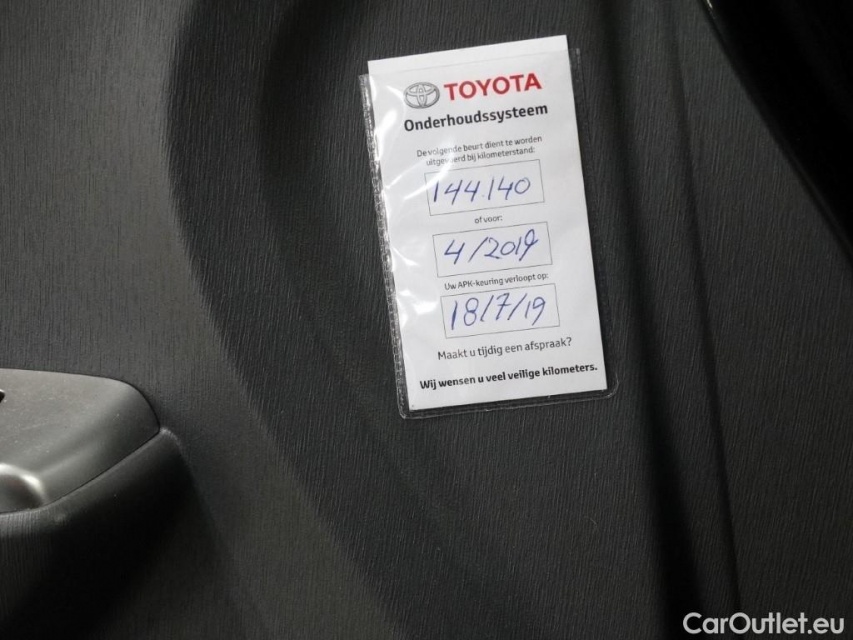 TOYOTA
Onderhoudssysteem
De volgende beurt dient te worden
uitgevoerd bij kilometerstand:
144.140
of voor:
4/2019
Uw APK-keuring verloopt op:
18/7/19
Maakt u tijdig een afspraak?
Wij wensen u veel veilige kilometers.
CarOutlet.eu